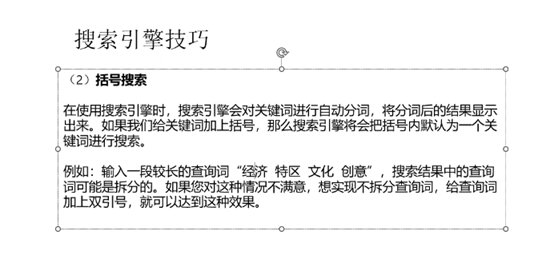 搜索引擎技巧
（2）括号搜索
在使用搜索引擎时，搜索引擎会对关键词进行自动分词，将分词后的结果显示
出来。如果我们给关键词加上括号，那么搜索引擎将会把括号内默认为一个关
键词进行搜索。
例如：输入一段较长的查询词“经济 特区 文化 创意”，搜索结果中的查询
词可能是拆分的。如果您对这种情况不满意，想实现不拆分查询词，给查询词
加上双引号，就可以达到这种效果。